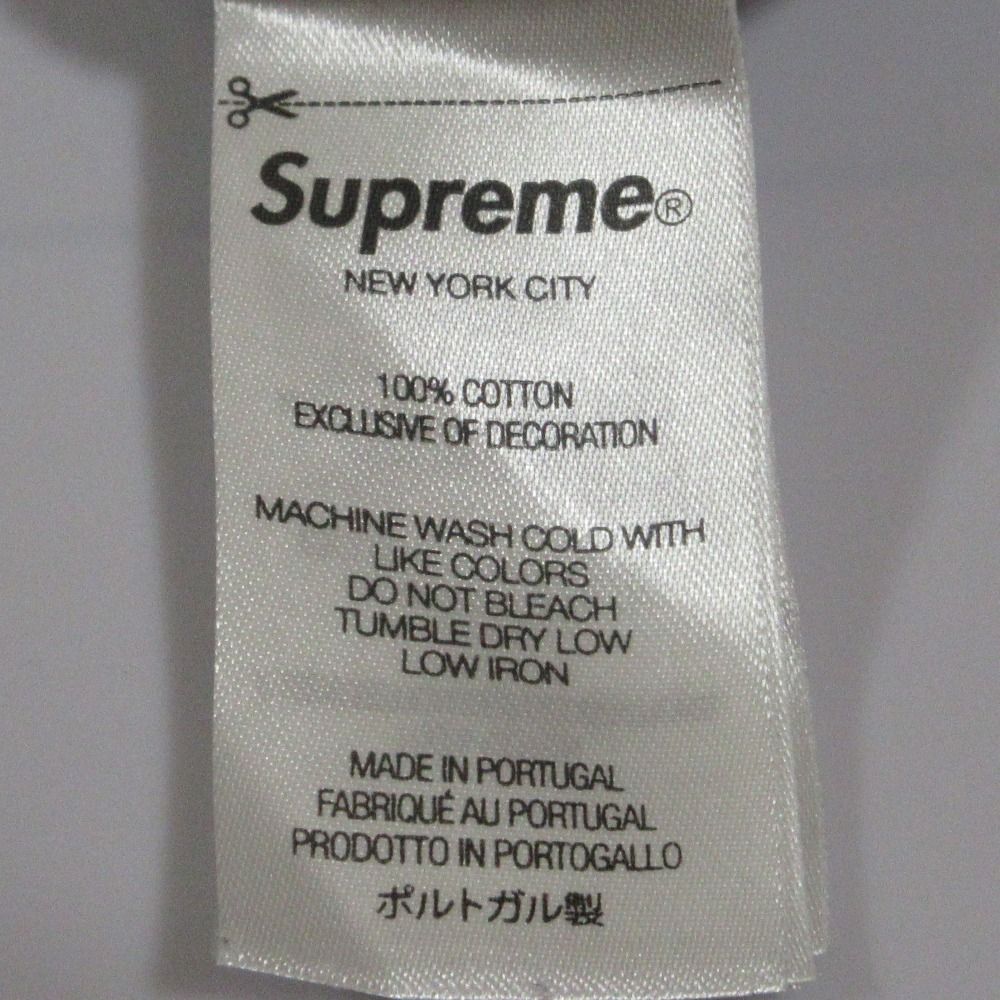 Supreme®
NEW YORK CITY
100% COTTON
EXCLUSIVE OF DECORATION
MACHINE WASH COLD WITH
LIKE COLORS
DO NOT BLEACH
TUMBLE DRY LOW
LOW IRON
MADE IN PORTUGAL
FABRIQUÉ AU PORTUGAL
PRODOTTO IN PORTOGALLO
ポルトガル製